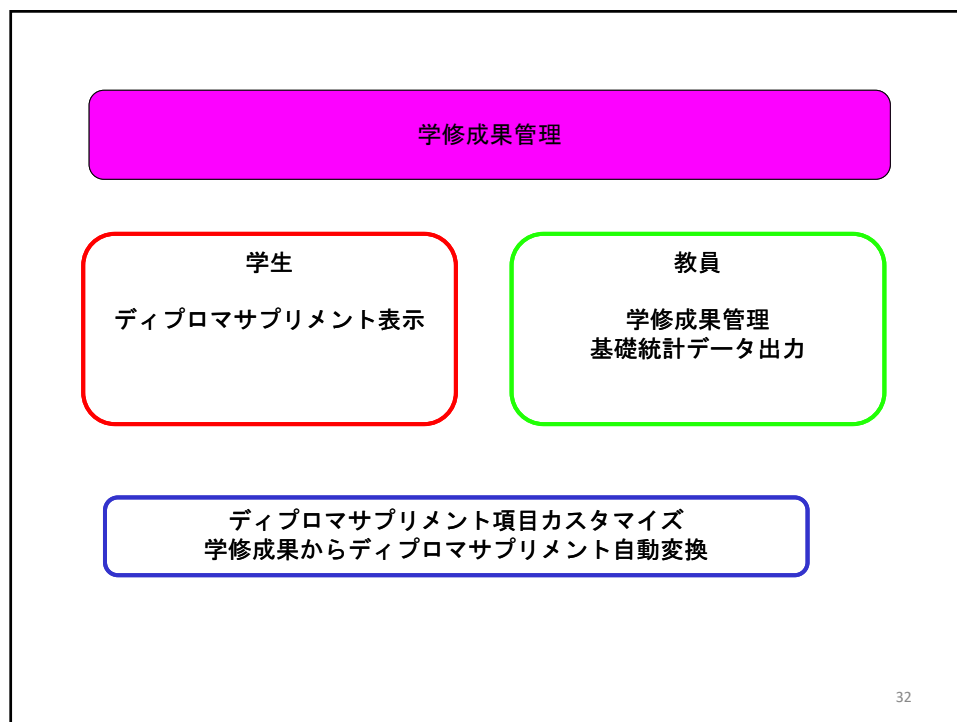 学修成果管理
学生
ディプロマサプリメント表示
教員
学修成果管理
基礎統計データ出力
ディプロマサプリメント項目カスタマイズ
学修成果からディプロマサプリメント自動変換
32